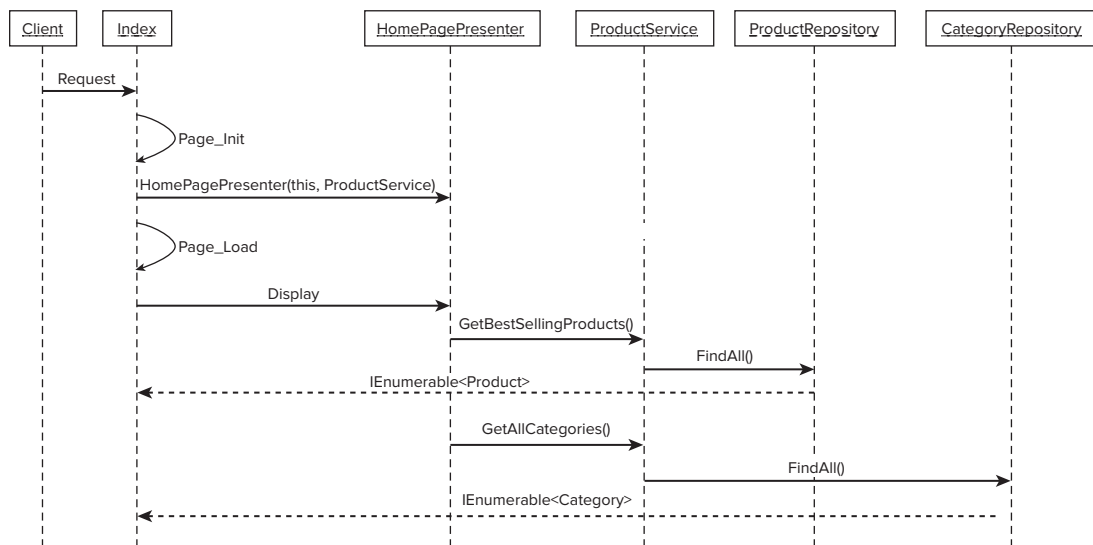 Client
Index
HomePagePresenter
ProductService
ProductRepository
CategoryRepository
Request
Page_Init
HomePagePresenter(this, ProductService)
Page_Load
Display
GetBestSellingProducts()
FindAll()
IEnumerable<Product>
GetAllCategories()
FindAll()
IEnumerable<Category>